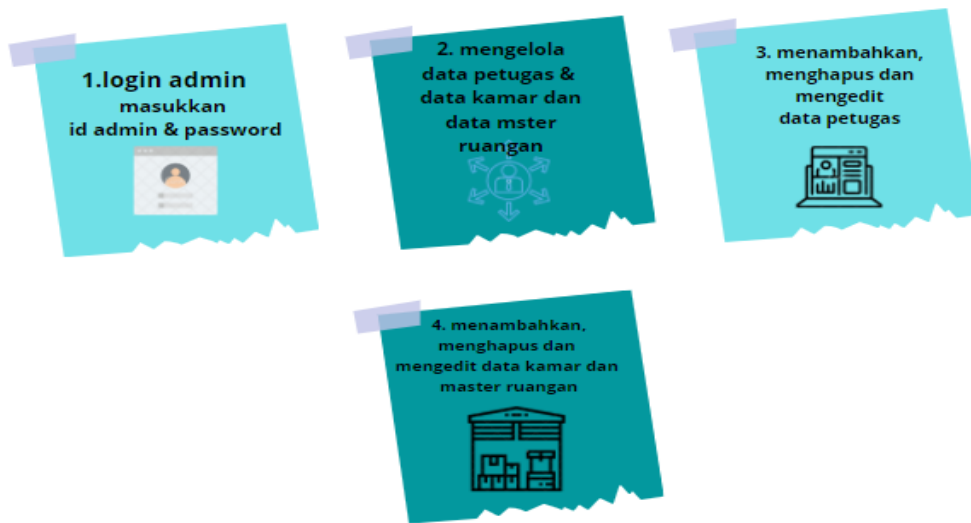 1.login admin
masukkan
id admin & password
2. mengelola
data petugas &
data kamar dan
data mster
ruangan
3. menambahkan,
menghapus dan
mengedit
data petugas
4. menambahkan,
menghapus dan
mengedit data kamar dan
master ruangan